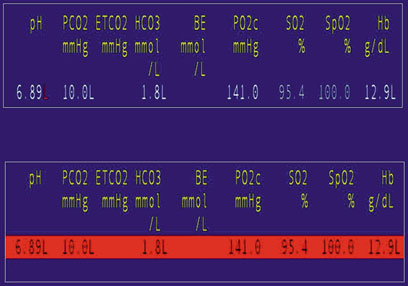 pH PCO2 ETCO2 HCO3 BE PO2c SO2 SpO2 Hb
mmHg mmHg mmol mmol mmHg % % g/dL
/L /L
6.89L 10.0L 1.8L 141.0 95.4 100.0 12.9L
pH PCO2 ETCO2 HCO3 BE PO2c SO2 SpO2 Hb
mmHg mmHg mmol mmol mmHg % % g/dL
/L /L
6.89L 10.0L 1.8L 141.0 95.4 100.0 12.9L